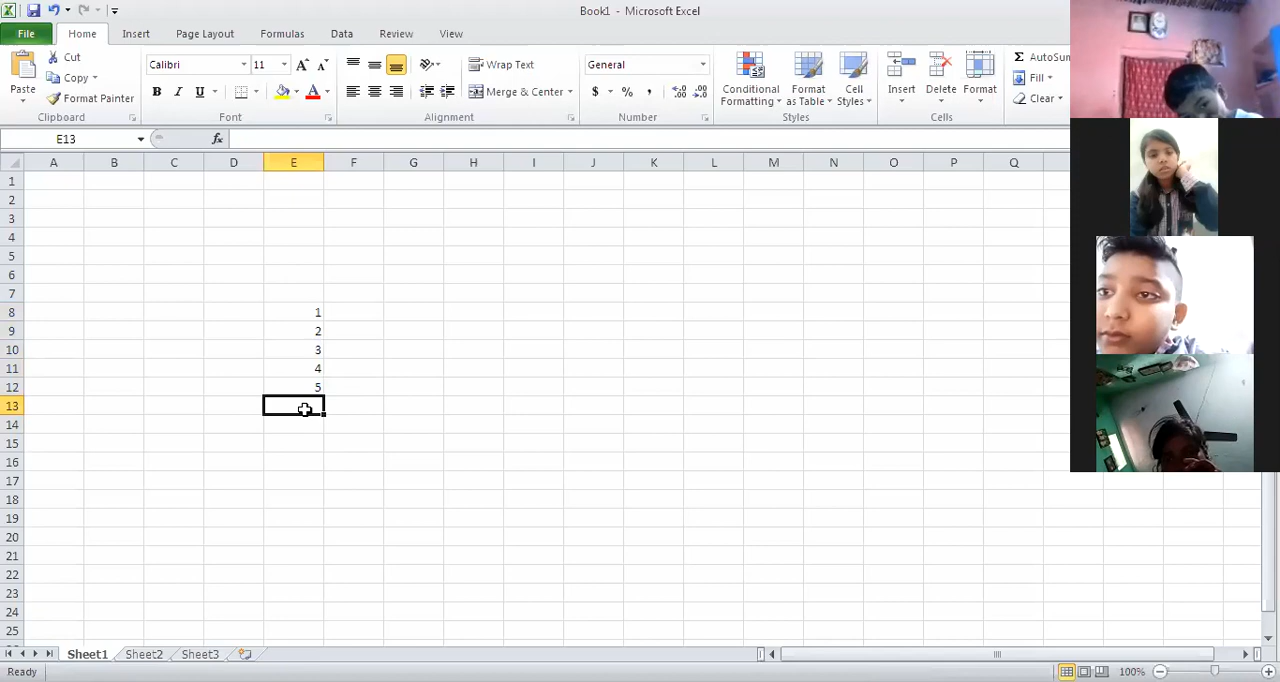 Book1 - Microsoft Excel
File Home Insert Page Layout Formulas Data Review View
Paste Cut Copy Format Painter Clipboard
Calibri 11 B I U A Font
Wrap Text Merge & Center Alignment
General $ % , Number
Conditional Formatting Format as Table Cell Styles Styles
Insert Delete Format Cells
Σ AutoSum Fill Clear
E13 fx
A B C D E F G H I J K L M N O P Q
1
2
3
4
5
6
7
8 1
9 2
10 3
11 4
12 5
13
14
15
16
17
18
19
20
21
22
23
24
25
Sheet1 Sheet2 Sheet3
Ready 100%